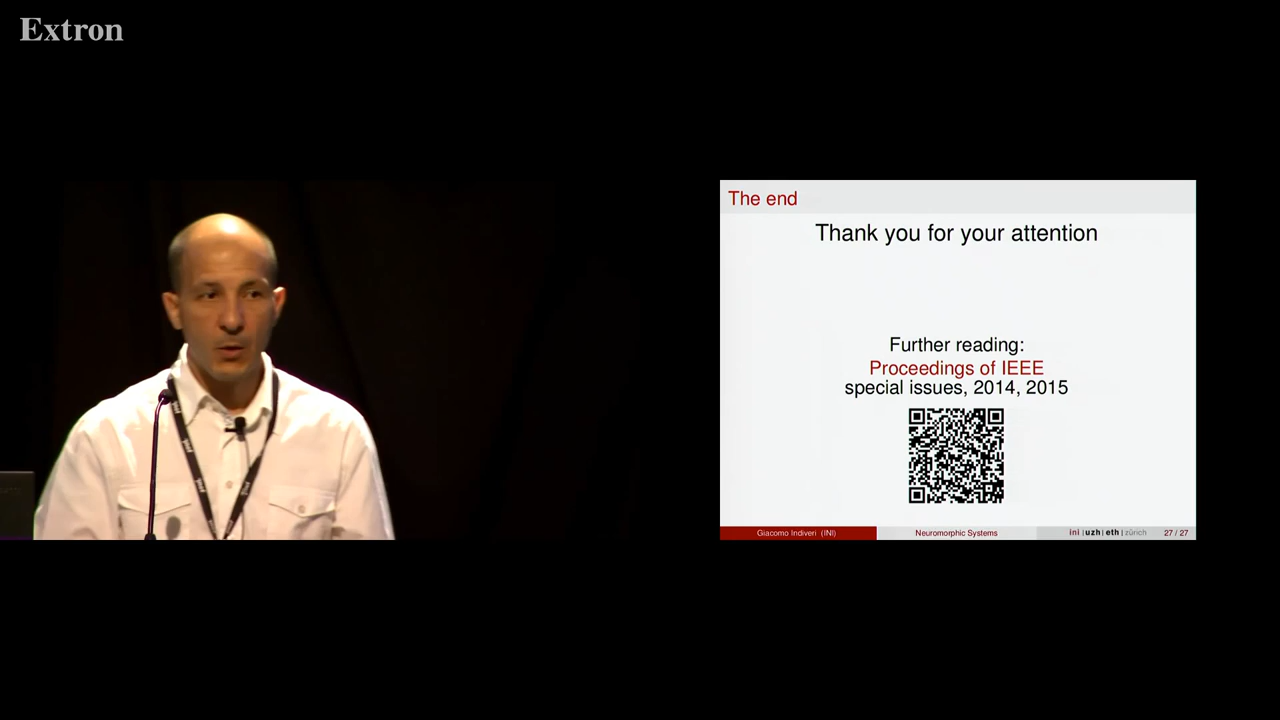 Extron
The end
Thank you for your attention
Further reading:
Proceedings of IEEE
special issues, 2014, 2015
Giacomo Indiveri (INI)
Neuromorphic Systems
ini | uzh | eth | zürich
27 / 27